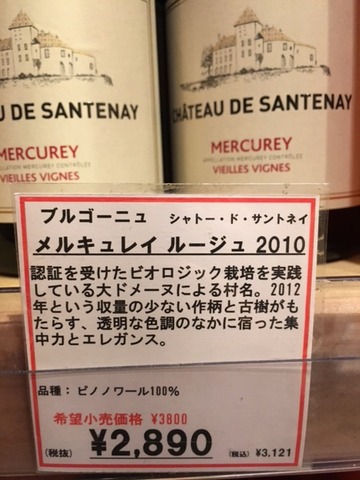 U DE SANTENAY
MERCUREY
APPELLATION MERCUREY CONTRÔLÉE
VIEILLES VIGNES
CHÂTEAU DE SANTENAY
MERCUREY
APPELLATION MERCUREY CONTRÔLÉE
VIEILLES VIGNES
ブルゴーニュ シャトー・ド・サントネイ
メルキュレイ ルージュ 2010
認証を受けたビオロジック栽培を実践
している大ドメーヌによる村名。2012
年という収量の少ない作柄と古樹がも
たらす、透明な色調のなかに宿った集
中力とエレガンス。
品種：ピノノワール100%
希望小売価格 ¥3800
(税抜) ¥2,890 (税込) ¥3,121